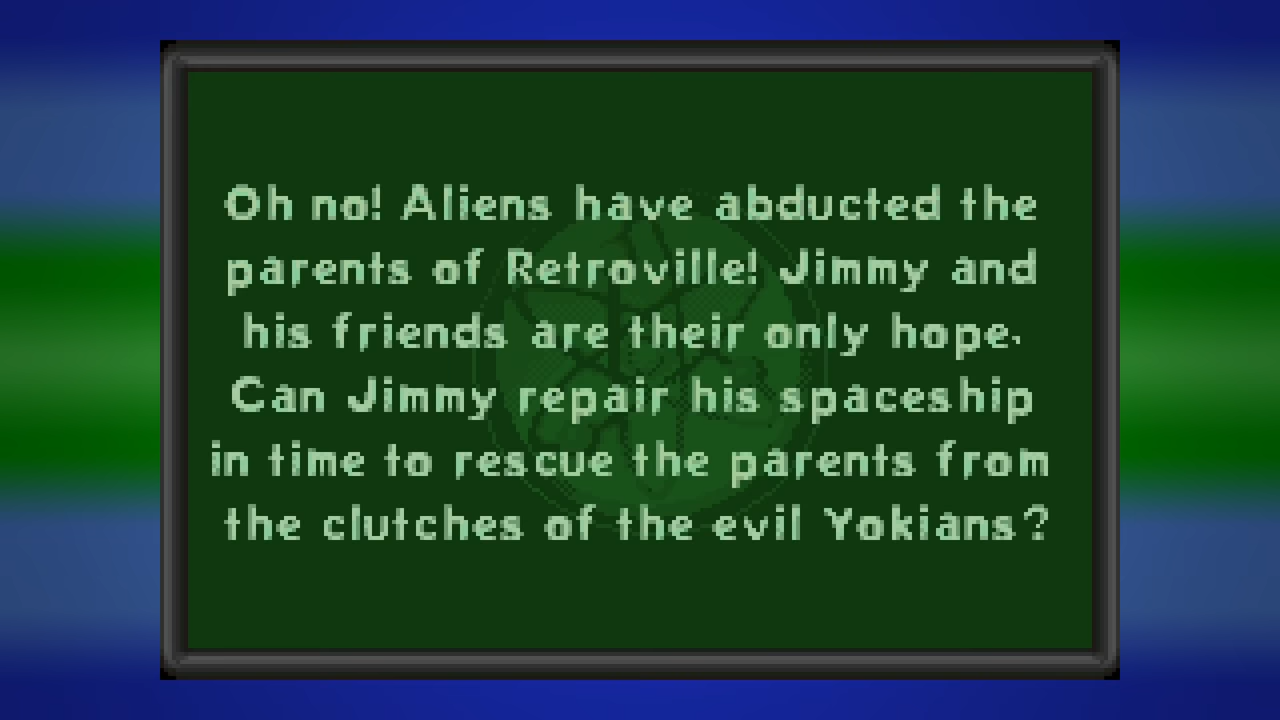 Oh no! Aliens have abducted the
parents of Retroville! Jimmy and
his friends are their only hope.
Can Jimmy repair his spaceship
in time to rescue the parents from
the clutches of the evil Yokians?